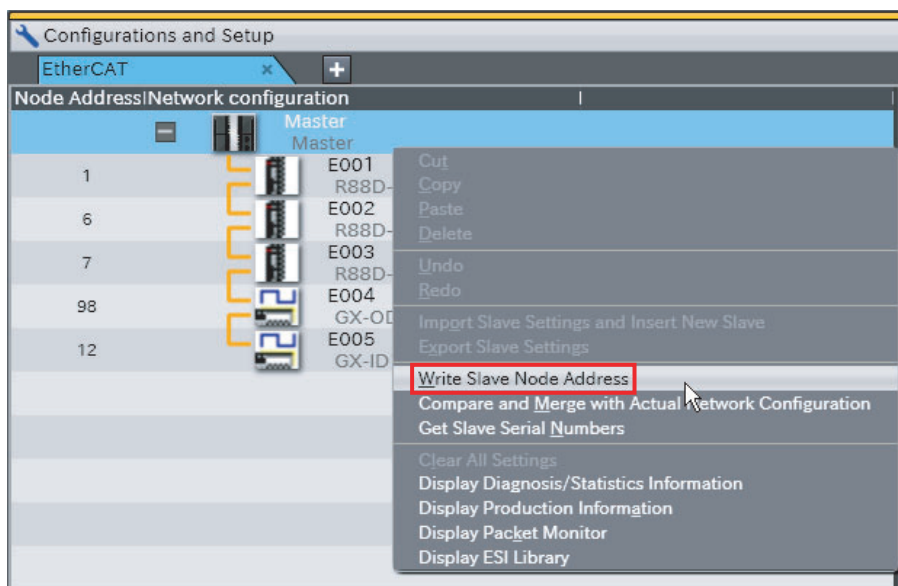 Configurations and Setup
EtherCAT × +
Node Address|Network configuration
Master
Master
1 E001
R88D-
6 E002
R88D-
7 E003
R88D-
98 E004
GX-OD
12 E005
GX-ID
Cut
Copy
Paste
Delete
Undo
Redo
Import Slave Settings and Insert New Slave
Export Slave Settings
Write Slave Node Address
Compare and Merge with Actual Network Configuration
Get Slave Serial Numbers
Clear All Settings
Display Diagnosis/Statistics Information
Display Production Information
Display Packet Monitor
Display ESI Library